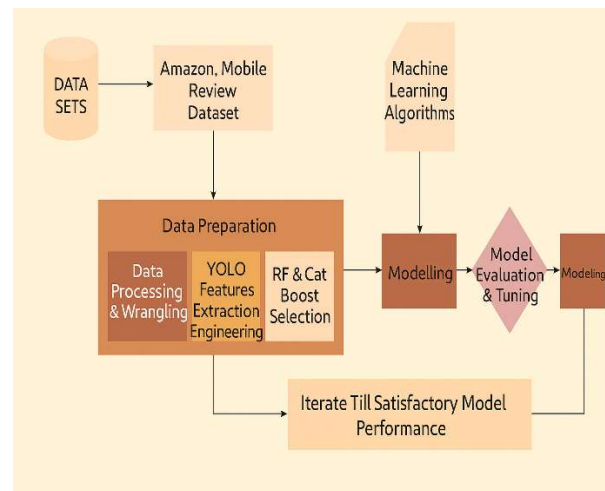 DATA
SETS
Amazon, Mobile
Review
Dataset
Machine
Learning
Algorithms
Data Preparation
Data
Processing
& Wrangling
YOLO
Features
Extraction
Engineering
RF & Cat
Boost
Selection
Modelling
Model
Evaluation
& Tuning
Modeling
Iterate Till Satisfactory Model
Performance